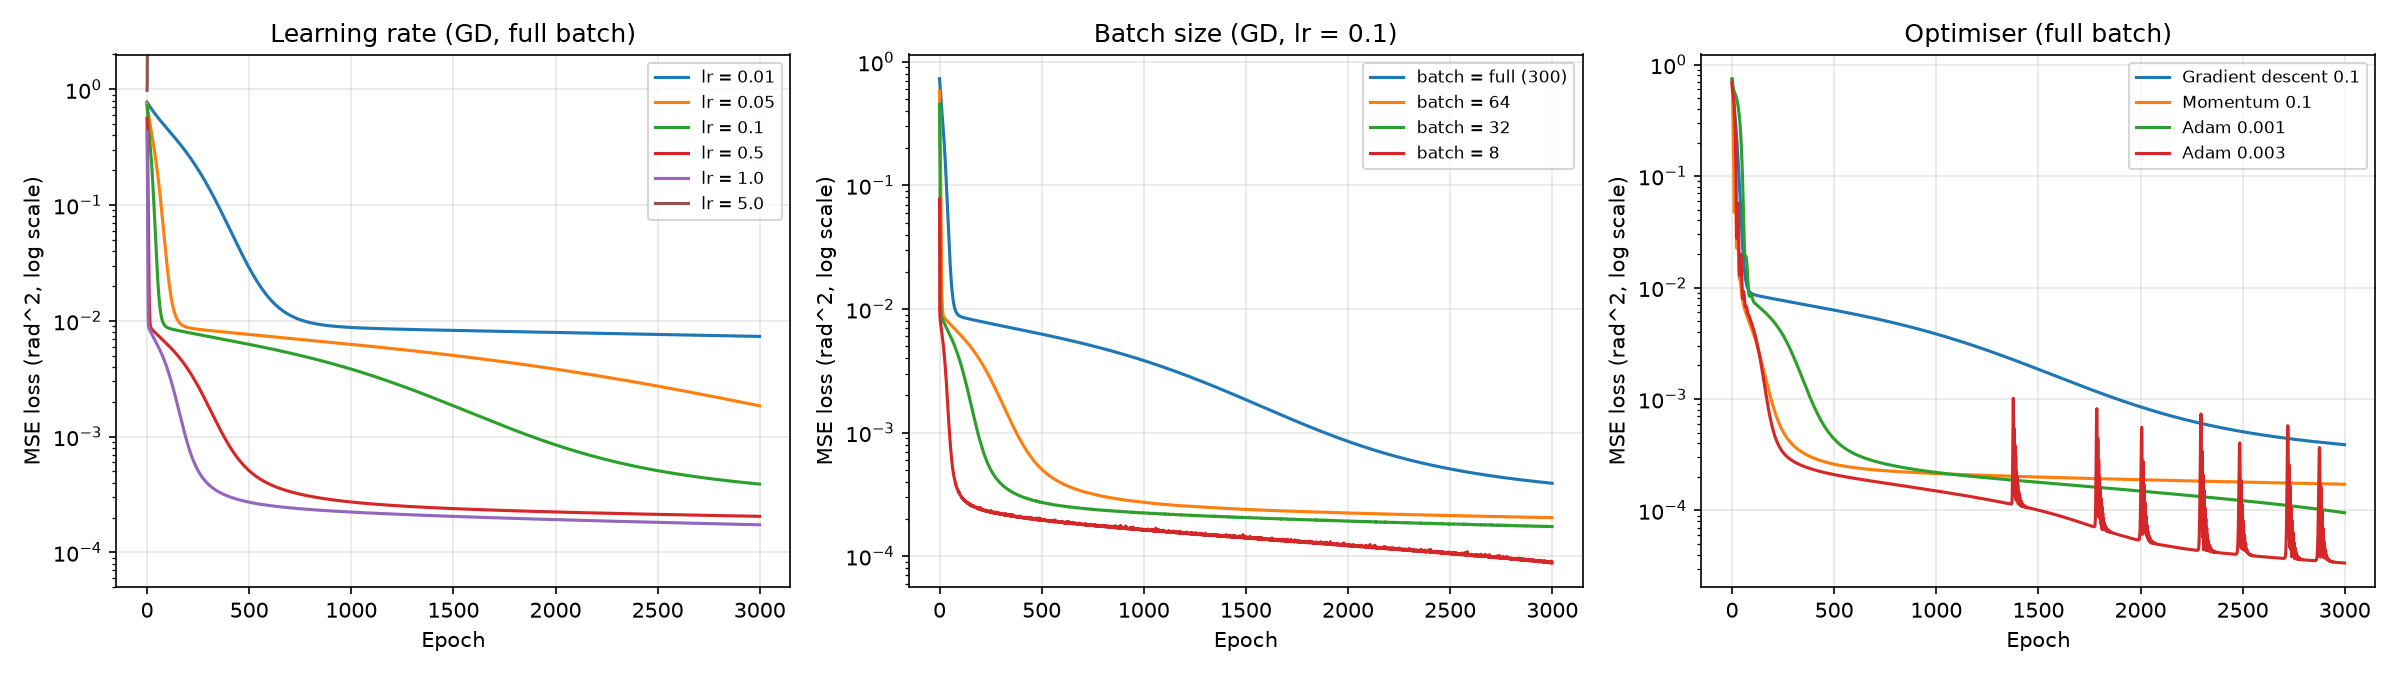 Learning rate (GD, full batch)
MSE loss (rad^2, log scale)
10⁰
10⁻¹
10⁻²
10⁻³
10⁻⁴
lr = 0.01
lr = 0.05
lr = 0.1
lr = 0.5
lr = 1.0
lr = 5.0
0 500 1000 1500 2000 2500 3000
Epoch
Batch size (GD, lr = 0.1)
MSE loss (rad^2, log scale)
10⁰
10⁻¹
10⁻²
10⁻³
10⁻⁴
batch = full (300)
batch = 64
batch = 32
batch = 8
0 500 1000 1500 2000 2500 3000
Epoch
Optimiser (full batch)
MSE loss (rad^2, log scale)
10⁰
10⁻¹
10⁻²
10⁻³
10⁻⁴
Gradient descent 0.1
Momentum 0.1
Adam 0.001
Adam 0.003
0 500 1000 1500 2000 2500 3000
Epoch